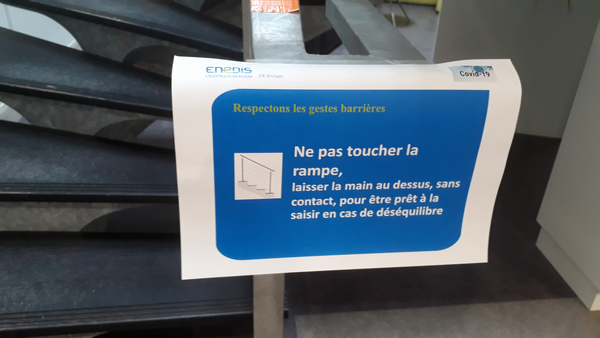 ENEDIS
Covid-19
Respectons les gestes barrières
Ne pas toucher la
rampe,
laisser la main au dessus, sans
contact, pour être prêt à la
saisir en cas de déséquilibre